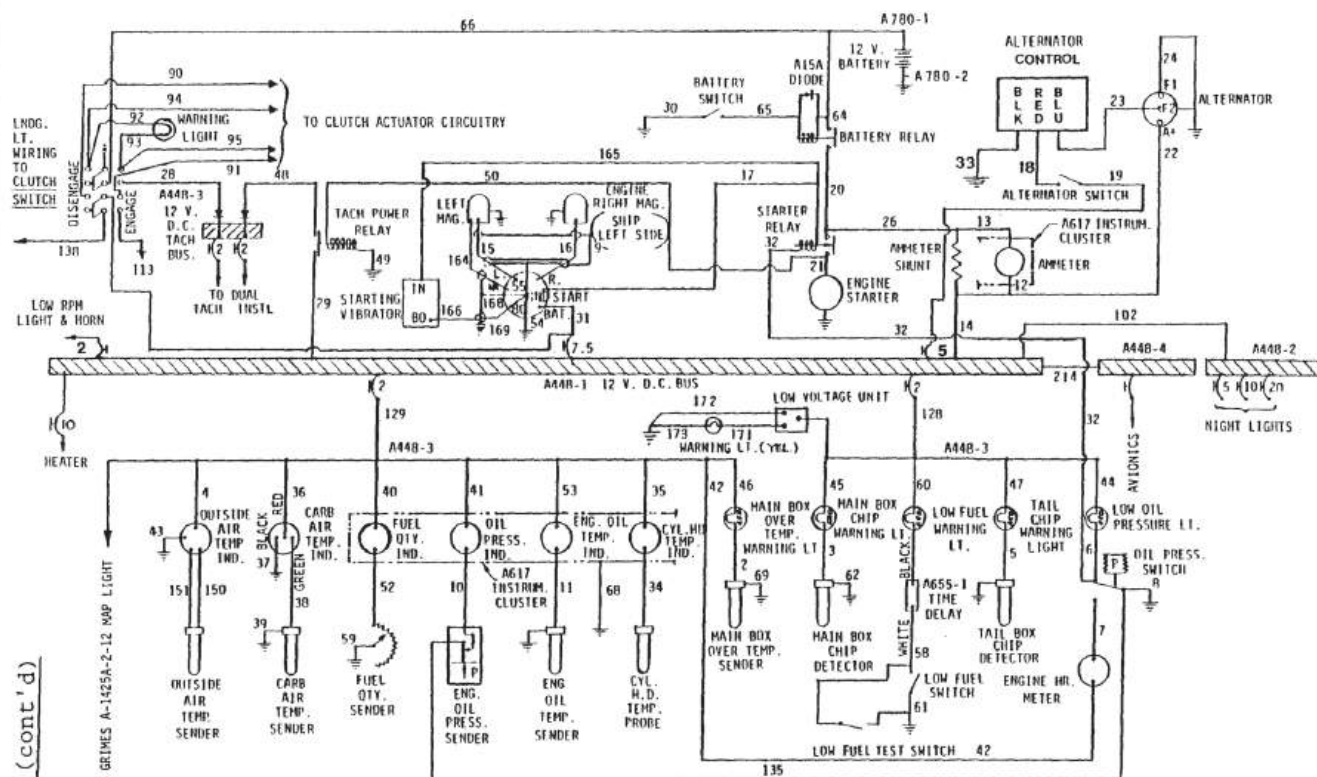 66
A780-1
12 V.
BATTERY
A780-2
A15A
DIODE
BATTERY
SWITCH
30
65
64
BATTERY RELAY
ALTERNATOR
CONTROL
BLK
RED
BLU
33
18
23
24
F1
F2
A+
ALTERNATOR
22
19
ALTERNATOR SWITCH
90
94
92
WARNING
LIGHT
93
95
91
TO CLUTCH ACTUATOR CIRCUITRY
LNDG.
LT.
WIRING
TO
CLUTCH
SWITCH
DISENGAGE
ENGAGE
28
48
113
A448-3
12 V.
D.C.
TACH
BUS.
2
2
TO
TACH
DUAL
INSTL
TACH POWER
RELAY
49
29
165
50
17
20
LEFT
MAG.
ENGINE
RIGHT MAG.
SHIP
LEFT SIDE
15
16
9
164
L
R.
55
START
BAT.
168
80
54
31
166
169
STARTING
VIBRATOR
IN
BO
STARTER
RELAY
32
21
ENGINE
STARTER
26
13
AMMETER
SHUNT
A617 INSTRUM.
CLUSTER
AMMETER
12
32
14
102
LOW RPM
LIGHT & HORN
2
7.5
5
A448-1 12 V. D.C. BUS
214
A448-4
A448-2
5
10
NIGHT LIGHTS
10
HEATER
2
129
172
173
171
WARNING LT.(YEL.)
LOW VOLTAGE UNIT
2
128
32
AVIONICS
A448-3
A448-3
GRIMES A-1425A-2-12 MAP LIGHT
4
43
OUTSIDE
AIR
TEMP
IND.
151
150
OUTSIDE
AIR
TEMP.
SENDER
36
RED
BLACK
37
CARB
AIR
TEMP.
IND.
GREEN
38
39
CARB
AIR
TEMP.
SENDER
40
FUEL
QTY.
IND.
52
59
FUEL
QTY.
SENDER
41
OIL
PRESS.
IND.
A617
INSTRUM.
CLUSTER
10
P
ENG.
OIL
PRESS.
SENDER
53
ENG. OIL
TEMP.
IND.
11
ENG
OIL
TEMP.
SENDER
68
35
CYL.HD
TEMP.
IND.
34
CYL.
H.D.
TEMP.
PROBE
42
46
MAIN BOX
OVER
TEMP.
WARNING LT
2
69
MAIN BOX
OVER TEMP.
SENDER
45
MAIN BOX
CHIP
WARNING LT.
3
62
MAIN BOX
CHIP
DETECTOR
60
LOW FUEL
WARNING
LT.
BLACK
A655-1
TIME
DELAY
WHITE
58
LOW FUEL
SWITCH
61
LOW FUEL TEST SWITCH
42
47
TAIL
CHIP
WARNING
LIGHT
5
TAIL BOX
CHIP
DETECTOR
44
LOW OIL
PRESSURE LT.
6
P
OIL PRESS.
SWITCH
8
7
ENGINE HR.
METER
135
(cont'd)